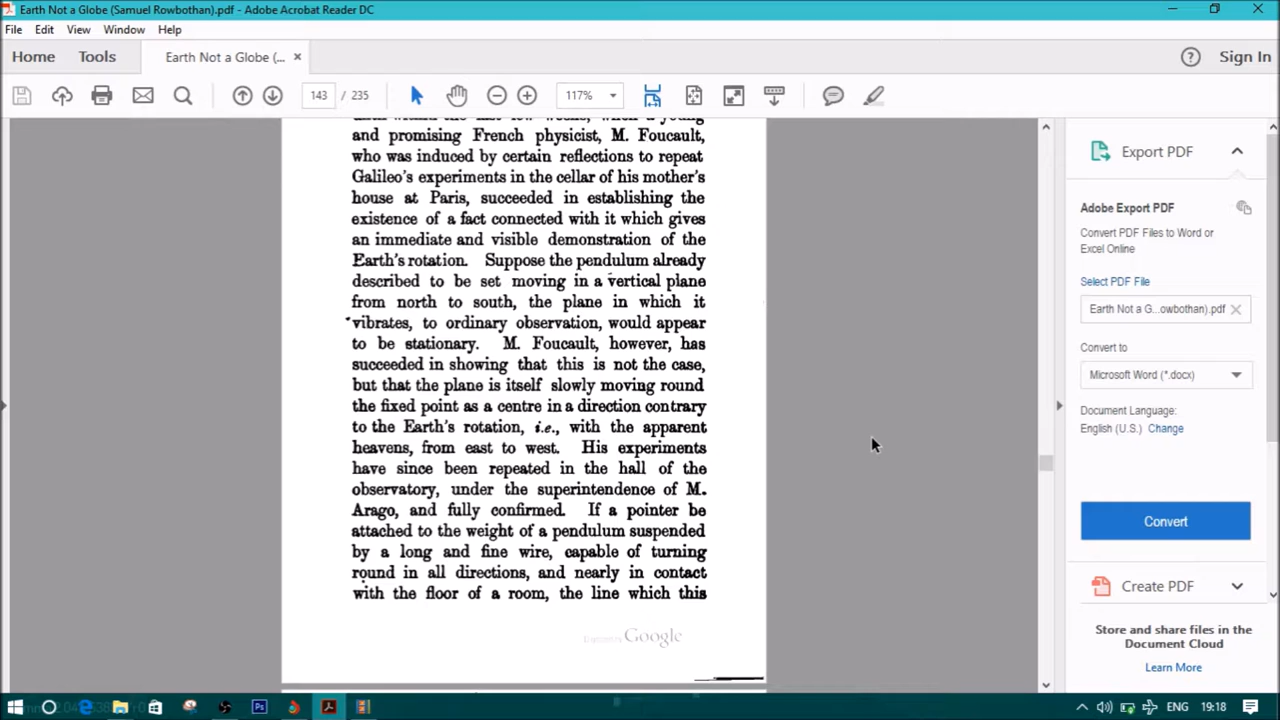 Earth Not a Globe (Samuel Rowbothan).pdf - Adobe Acrobat Reader DC
File Edit View Window Help
Home Tools Earth Not a Globe (... × Sign In
143 / 235 117%
and promising French physicist, M. Foucault,
who was induced by certain reflections to repeat
Galileo's experiments in the cellar of his mother's
house at Paris, succeeded in establishing the
existence of a fact connected with it which gives
an immediate and visible demonstration of the
Earth's rotation. Suppose the pendulum already
described to be set moving in a vertical plane
from north to south, the plane in which it
vibrates, to ordinary observation, would appear
to be stationary. M. Foucault, however, has
succeeded in showing that this is not the case,
but that the plane is itself slowly moving round
the fixed point as a centre in a direction contrary
to the Earth's rotation, i.e., with the apparent
heavens, from east to west. His experiments
have since been repeated in the hall of the
observatory, under the superintendence of M.
Arago, and fully confirmed. If a pointer be
attached to the weight of a pendulum suspended
by a long and fine wire, capable of turning
round in all directions, and nearly in contact
with the floor of a room, the line which this
Google
Export PDF
Adobe Export PDF
Convert PDF Files to Word or
Excel Online
Select PDF File
Earth Not a G...owbothan).pdf
Convert to
Microsoft Word (*.docx)
Document Language:
English (U.S.) Change
Convert
Create PDF
Store and share files in the
Document Cloud
Learn More
ENG 19:18